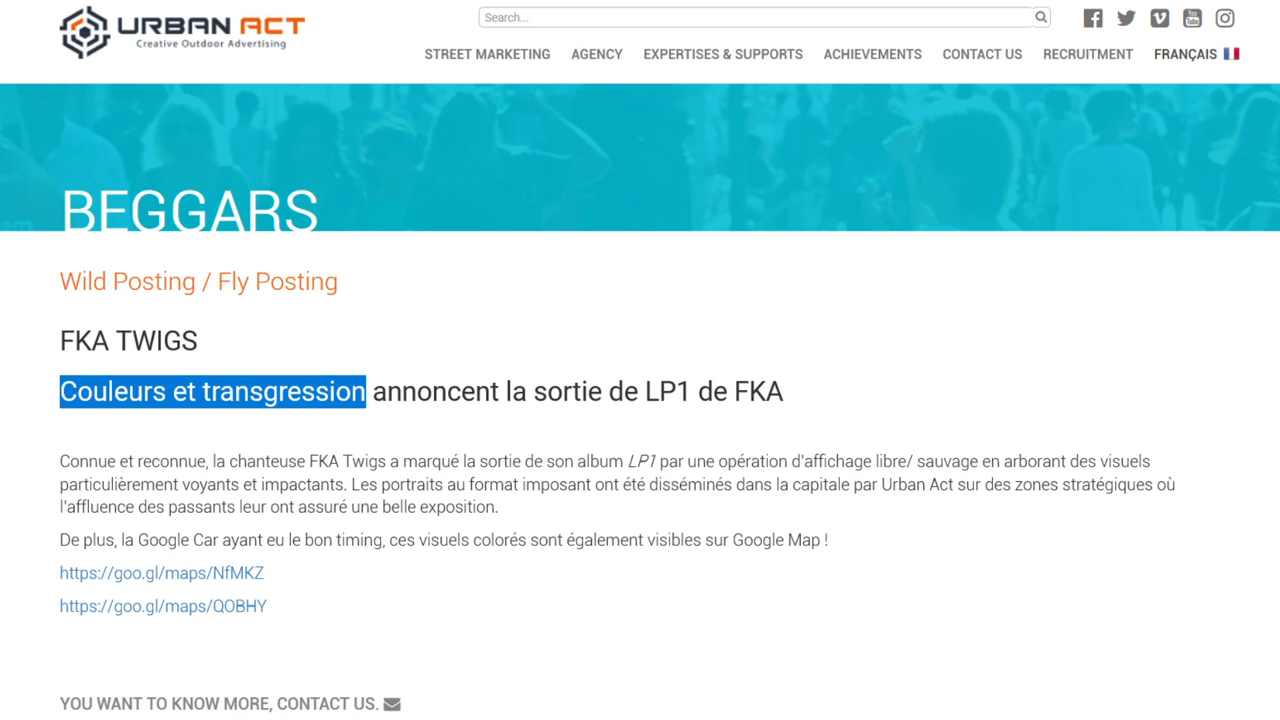 URBAN ACT
Creative Outdoor Advertising
Search...
STREET MARKETING AGENCY EXPERTISES & SUPPORTS ACHIEVEMENTS CONTACT US RECRUITMENT FRANÇAIS
BEGGARS
Wild Posting / Fly Posting
FKA TWIGS
Couleurs et transgression annoncent la sortie de LP1 de FKA
Connue et reconnue, la chanteuse FKA Twigs a marqué la sortie de son album LP1 par une opération d'affichage libre/ sauvage en arborant des visuels
particulièrement voyants et impactants. Les portraits au format imposant ont été disséminés dans la capitale par Urban Act sur des zones stratégiques où
l'affluence des passants leur ont assuré une belle exposition.
De plus, la Google Car ayant eu le bon timing, ces visuels colorés sont également visibles sur Google Map !
https://goo.gl/maps/NfMKZ
https://goo.gl/maps/QOBHY
YOU WANT TO KNOW MORE, CONTACT US.